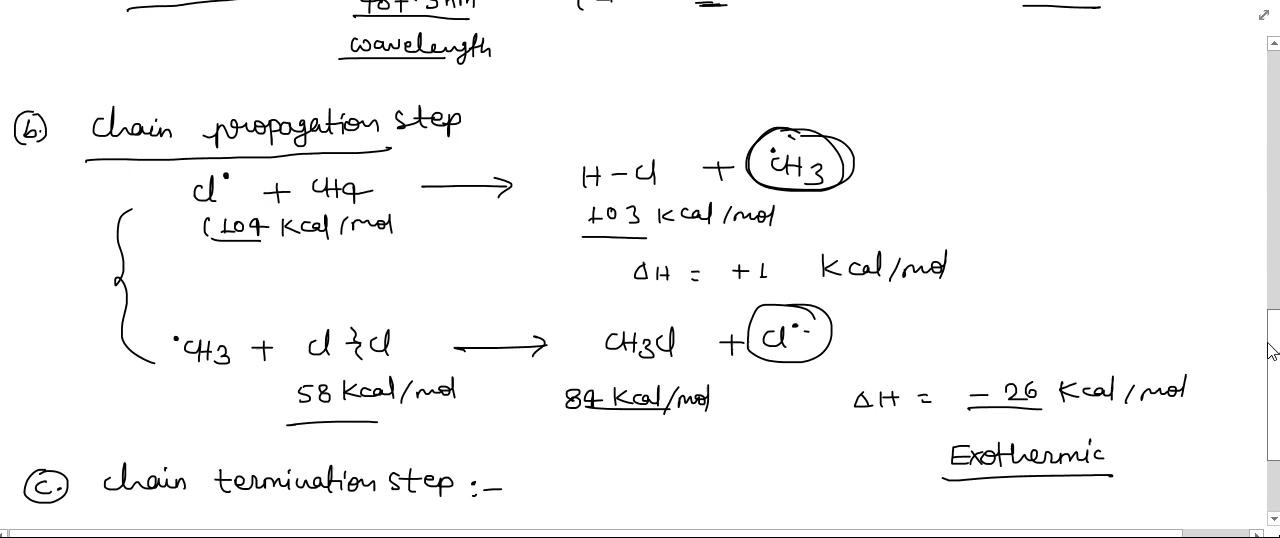 wavelength
(b.) chain propagation step
Cl• + CH4 ⟶ H-Cl + •CH3
(104 Kcal/mol 103 Kcal/mol
ΔH = +1 Kcal/mol
•CH3 + Cl Cl ⟶ CH3Cl + Cl•
58 Kcal/mol 84 Kcal/mol ΔH = -26 Kcal/mol
Exothermic
(c.) chain termination step :-